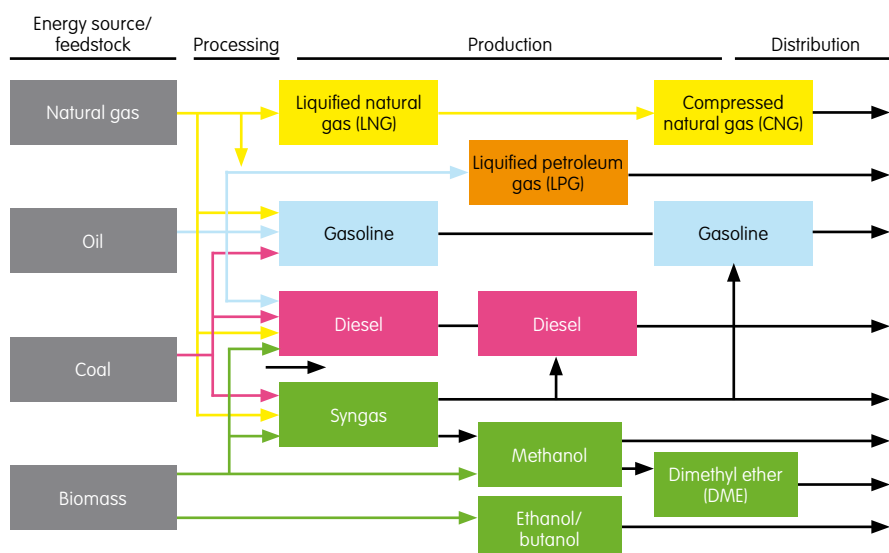 Energy source/
feedstock
Processing
Production
Distribution
Natural gas
Liquified natural
gas (LNG)
Compressed
natural gas (CNG)
Liquified petroleum
gas (LPG)
Oil
Gasoline
Gasoline
Coal
Diesel
Diesel
Syngas
Methanol
Biomass
Dimethyl ether
(DME)
Ethanol/
butanol